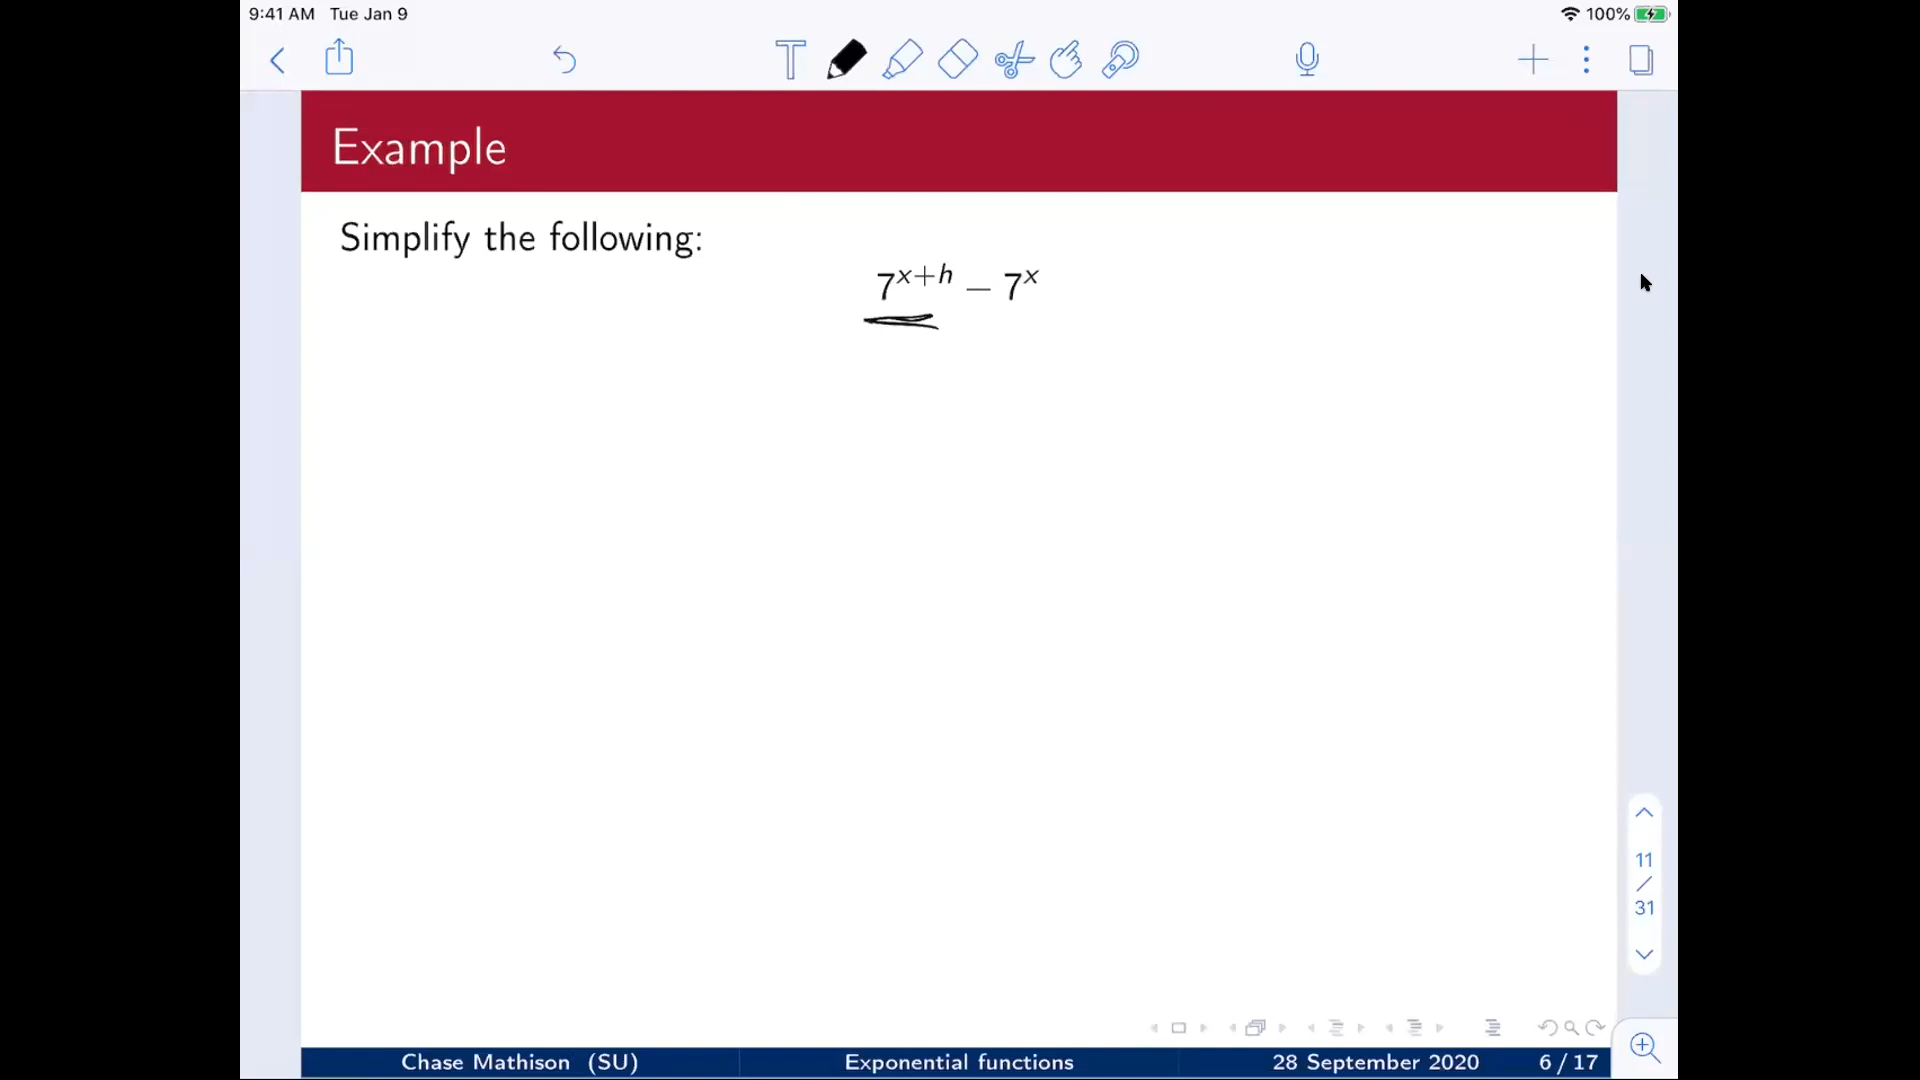 9:41 AM Tue Jan 9 100%
Example
Simplify the following:
7^{x+h} − 7^x
11
/
31
Chase Mathison (SU) Exponential functions 28 September 2020 6 / 17